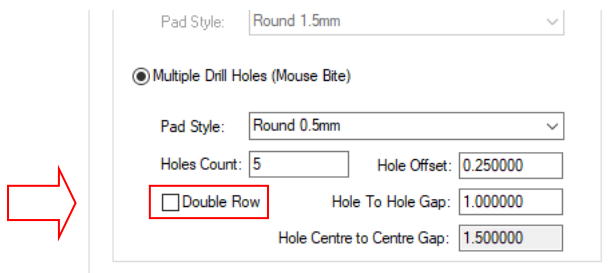 Pad Style: Round 1.5mm
Multiple Drill Holes (Mouse Bite)
Pad Style: Round 0.5mm
Holes Count: 5 Hole Offset: 0.250000
Double Row Hole To Hole Gap: 1.000000
Hole Centre to Centre Gap: 1.500000